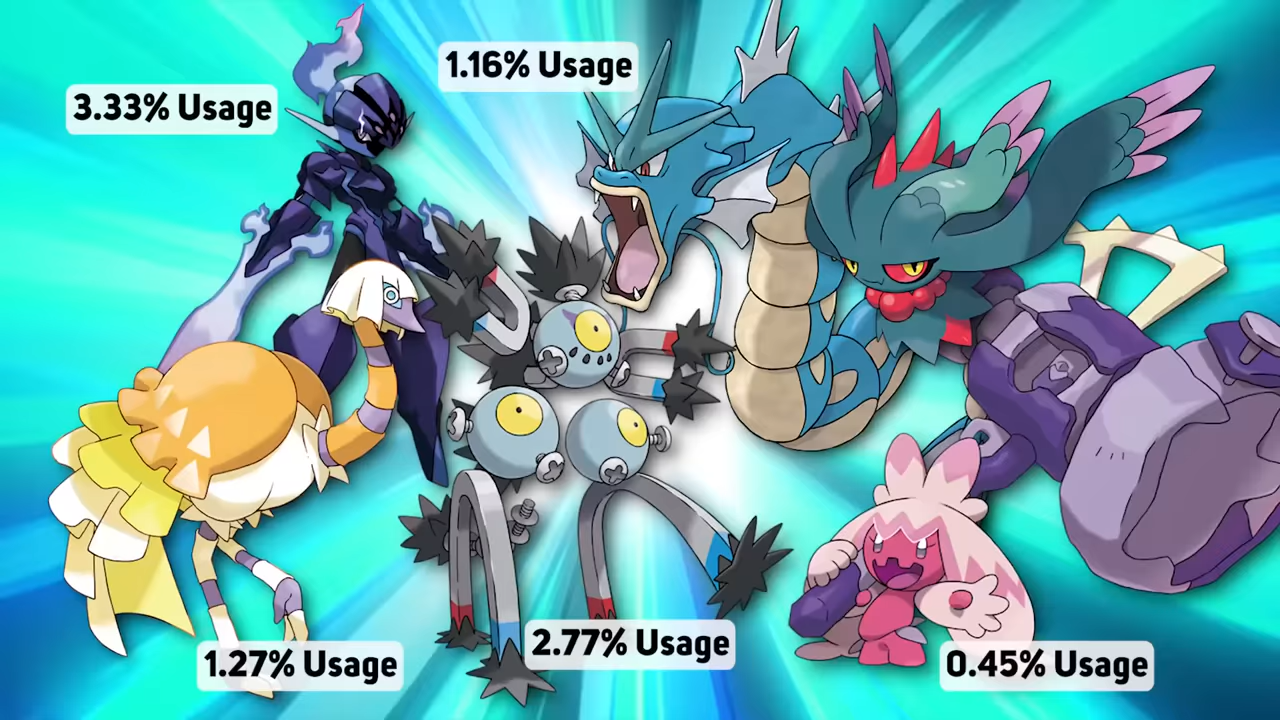 1.16% Usage
3.33% Usage
2.77% Usage
1.27% Usage
0.45% Usage